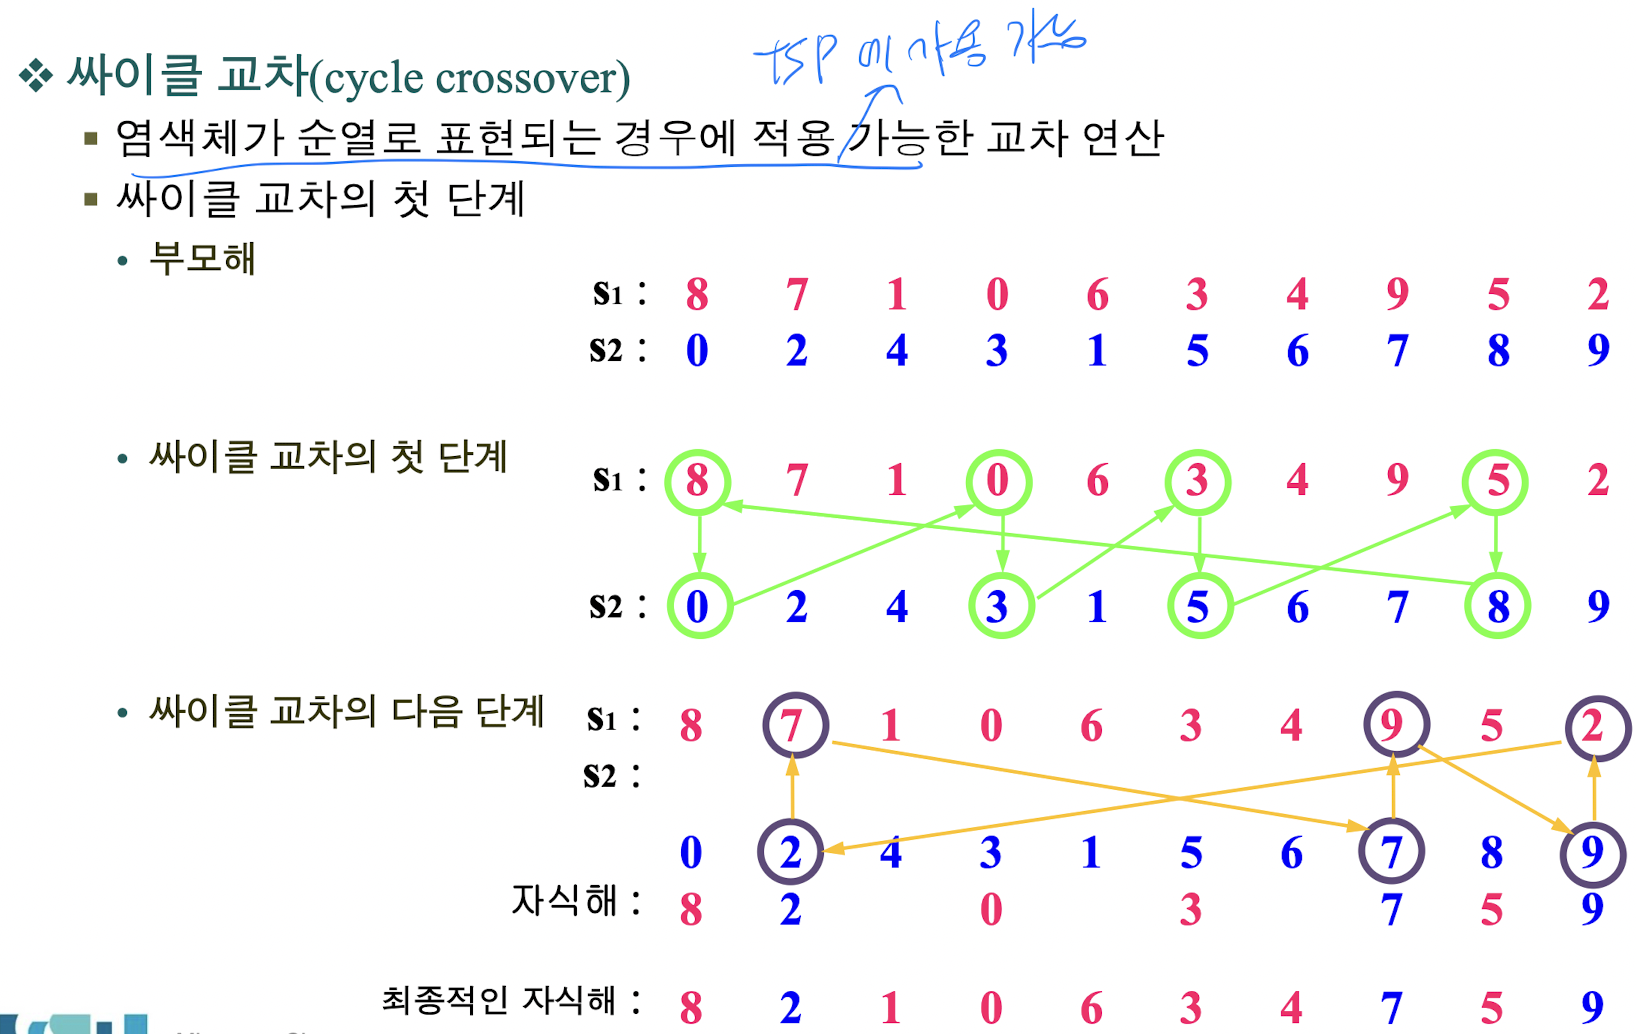 TSP에 사용 가능
❖ 싸이클 교차(cycle crossover)
▪ 염색체가 순열로 표현되는 경우에 적용 가능한 교차 연산
▪ 싸이클 교차의 첫 단계
• 부모해
s1 : 8 7 1 0 6 3 4 9 5 2
s2 : 0 2 4 3 1 5 6 7 8 9
• 싸이클 교차의 첫 단계
s1 : 8 7 1 0 6 3 4 9 5 2
s2 : 0 2 4 3 1 5 6 7 8 9
• 싸이클 교차의 다음 단계
s1 : 8 7 1 0 6 3 4 9 5 2
s2 :
0 2 4 3 1 5 6 7 8 9
자식해 : 8 2 0 3 7 5 9
최종적인 자식해 : 8 2 1 0 6 3 4 7 5 9